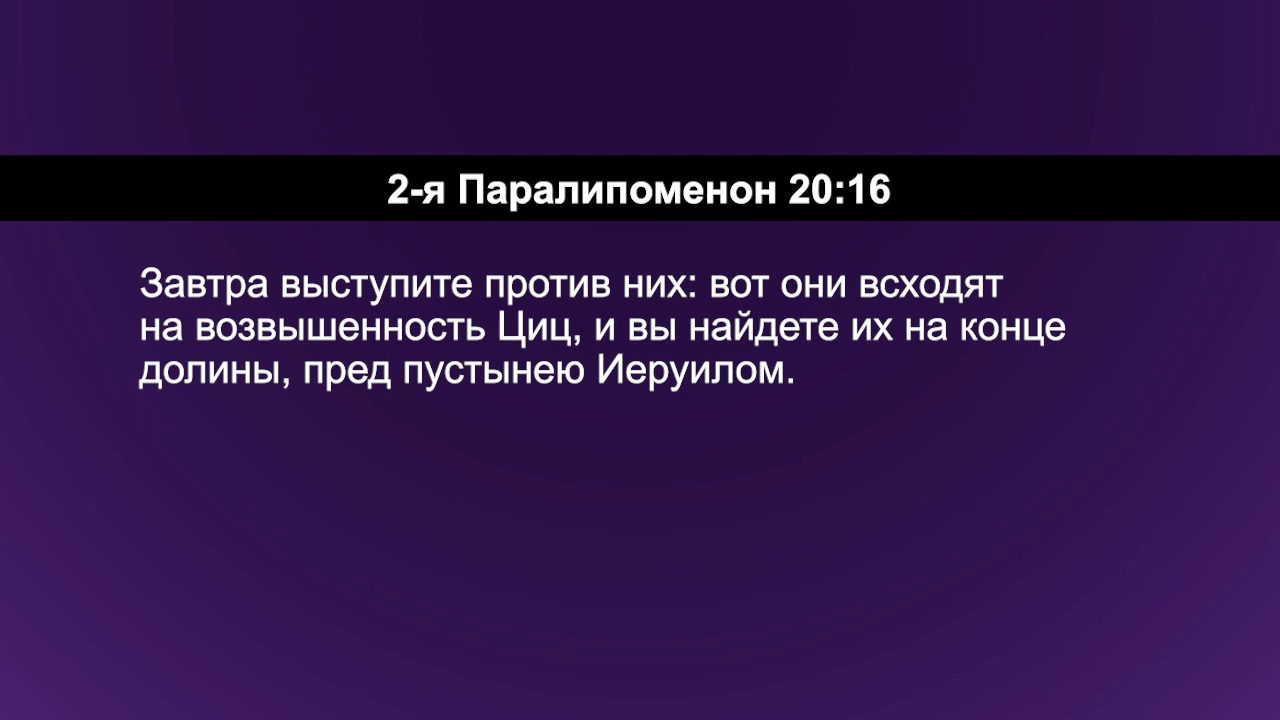 2-я Паралипоменон 20:16
Завтра выступите против них: вот они всходят
на возвышенность Циц, и вы найдете их на конце
долины, пред пустынею Иеруилом.